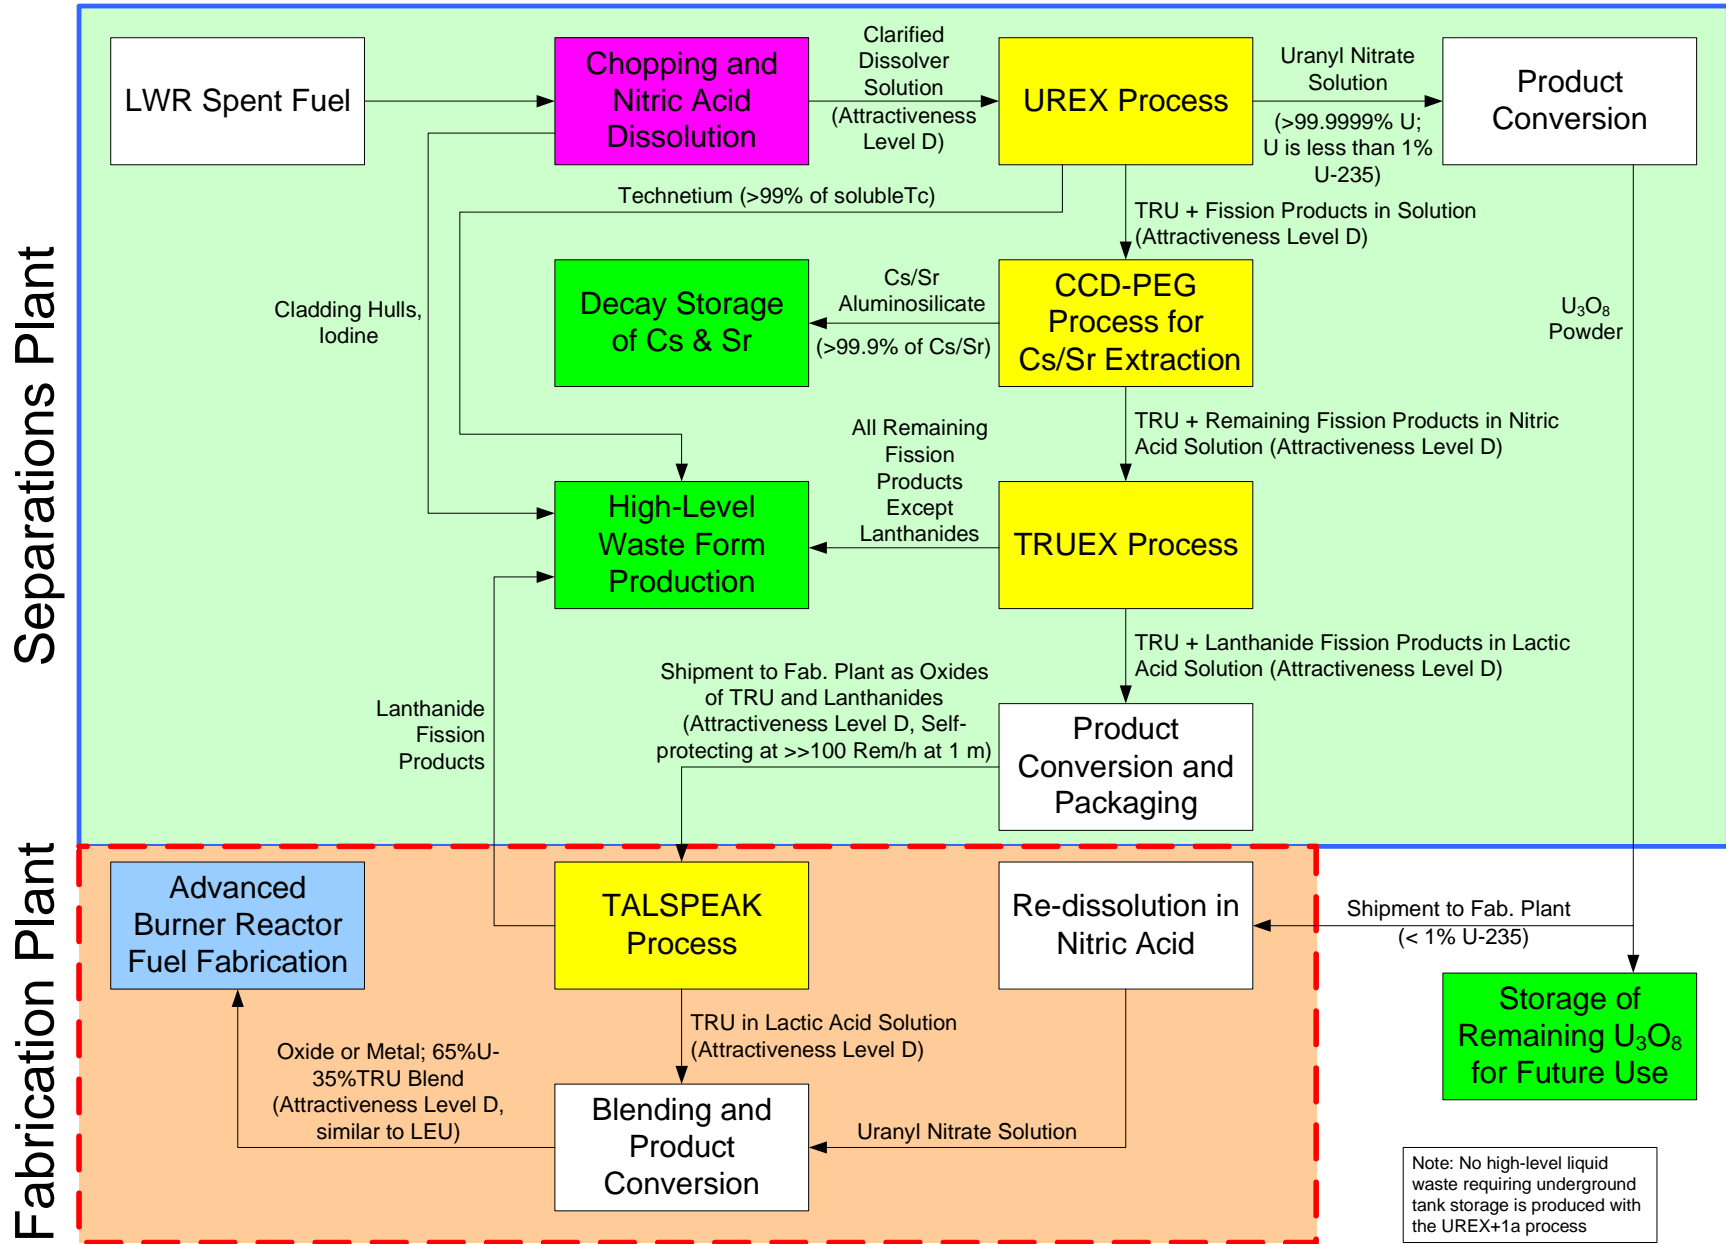 Separations Plant
LWR Spent Fuel
Chopping and
Nitric Acid
Dissolution
Clarified
Dissolver
Solution
(Attractiveness
Level D)
UREX Process
Uranyl Nitrate
Solution
(>99.9999% U;
U is less than 1%
U-235)
Product
Conversion
Technetium (>99% of solubleTc)
TRU + Fission Products in Solution
(Attractiveness Level D)
Cladding Hulls,
Iodine
Decay Storage
of Cs & Sr
Cs/Sr
Aluminosilicate
(>99.9% of Cs/Sr)
CCD-PEG
Process for
Cs/Sr Extraction
U3O8
Powder
TRU + Remaining Fission Products in Nitric
Acid Solution (Attractiveness Level D)
All Remaining
Fission
Products
Except
Lanthanides
High-Level
Waste Form
Production
TRUEX Process
TRU + Lanthanide Fission Products in Lactic
Acid Solution (Attractiveness Level D)
Shipment to Fab. Plant as Oxides
of TRU and Lanthanides
(Attractiveness Level D, Self-
protecting at >>100 Rem/h at 1 m)
Lanthanide
Fission
Products
Product
Conversion and
Packaging
Fabrication Plant
Advanced
Burner Reactor
Fuel Fabrication
TALSPEAK
Process
Re-dissolution in
Nitric Acid
Shipment to Fab. Plant
(< 1% U-235)
Storage of
Remaining U3O8
for Future Use
TRU in Lactic Acid Solution
(Attractiveness Level D)
Oxide or Metal; 65%U-
35%TRU Blend
(Attractiveness Level D,
similar to LEU)
Blending and
Product
Conversion
Uranyl Nitrate Solution
Note: No high-level liquid
waste requiring underground
tank storage is produced with
the UREX+1a process